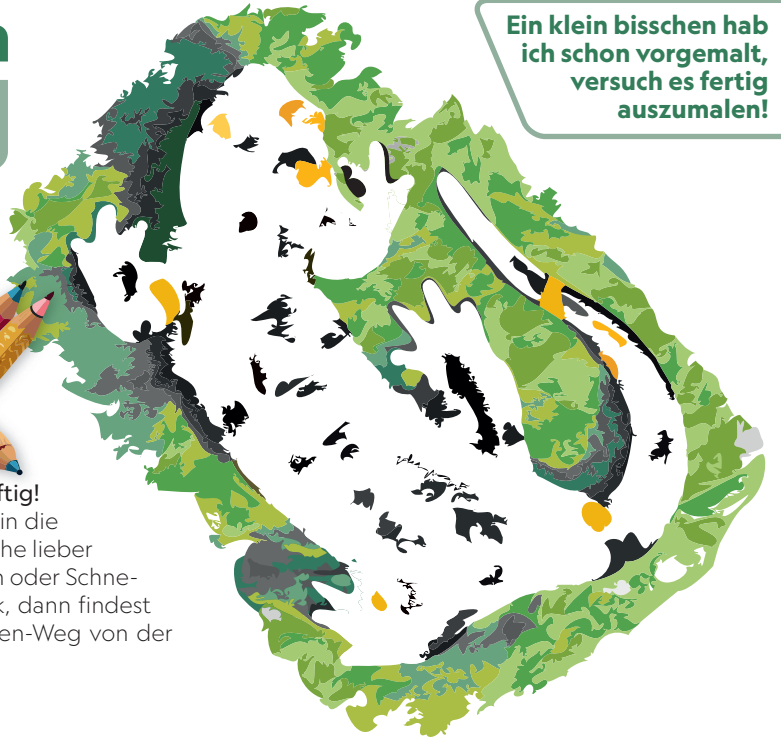 Ein klein bisschen hab
ich schon vorgemalt,
versuch es fertig
auszumalen!
ftig!
in die
he lieber
oder Schne-
dann findest
en-Weg von der